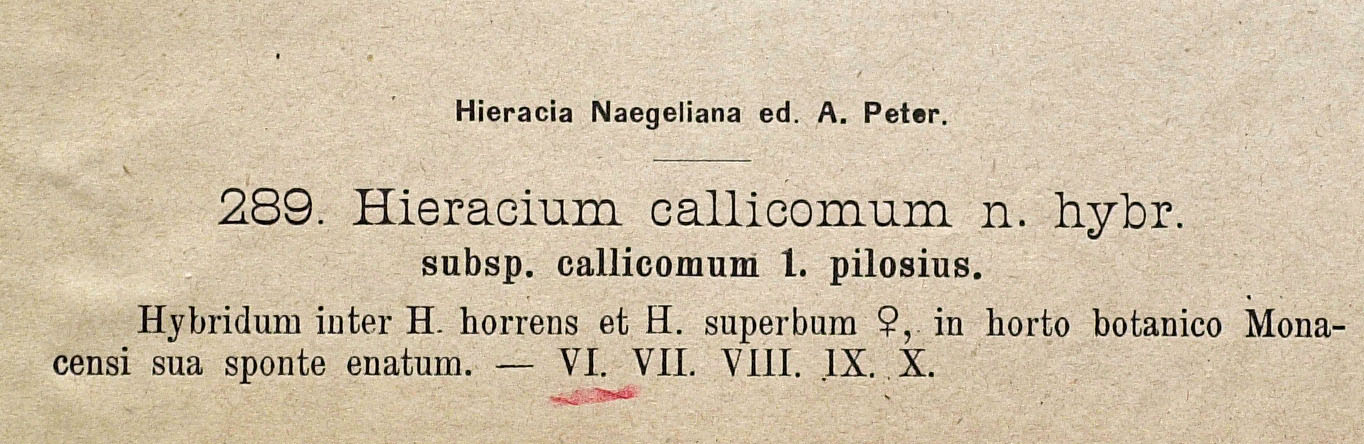 Hieracia Naegeliana ed. A. Peter.
289. Hieracium callicomum n. hybr.
subsp. callicomum 1. pilosius.
Hybridum inter H. horrens et H. superbum ♀, in horto botanico Mona-
censi sua sponte enatum. — VI. VII. VIII. IX. X.